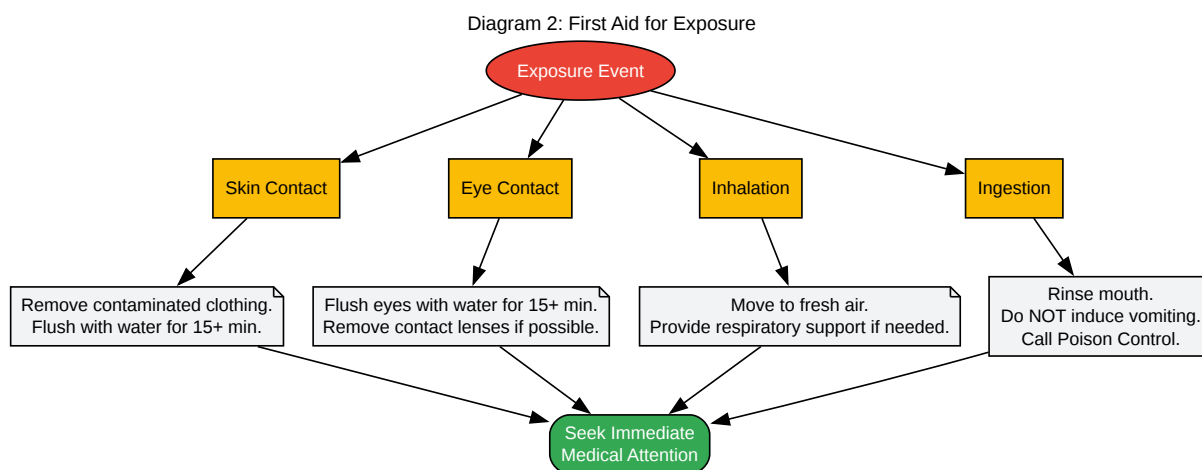 Diagram 2: First Aid for Exposure
Exposure Event
Skin Contact
Eye Contact
Inhalation
Ingestion
Remove contaminated clothing.
Flush with water for 15+ min.
Flush eyes with water for 15+ min.
Remove contact lenses if possible.
Move to fresh air.
Provide respiratory support if needed.
Rinse mouth.
Do NOT induce vomiting.
Call Poison Control.
Seek Immediate
Medical Attention